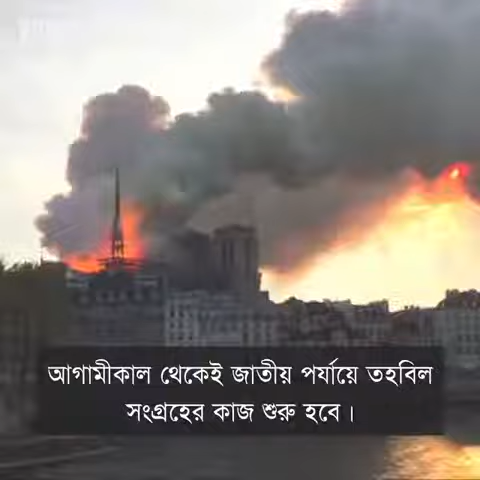 আগামীকাল থেকেই জাতীয় পর্যায়ে তহবিল
সংগ্রহের কাজ শুরু হবে।